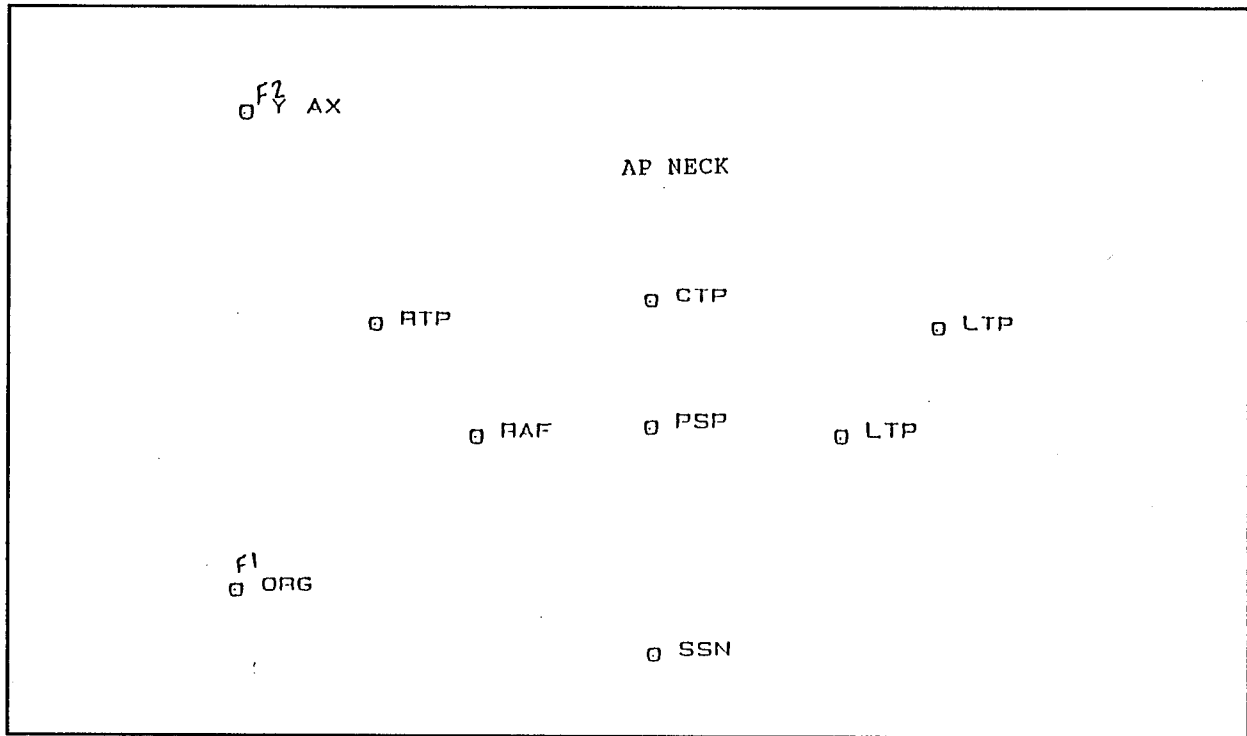 F2
Y AX
AP NECK
CTP
RTP
LTP
RAF
PSP
LTP
F1
ORG
SSN